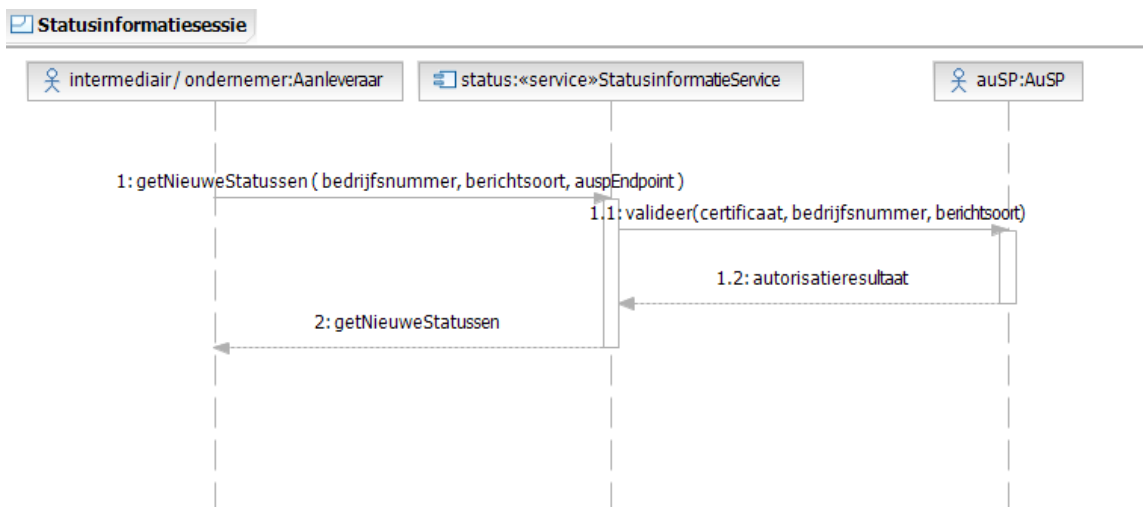 Statusinformatiesessie
intermediair / ondernemer:Aanleveraar
status:«service»StatusinformatieService
auSP:AuSP
1: getNieuweStatussen ( bedrijfsnummer, berichtsoort, auspEndpoint )
1.1: valideer(certificaat, bedrijfsnummer, berichtsoort)
1.2: autorisatieresultaat
2: getNieuweStatussen